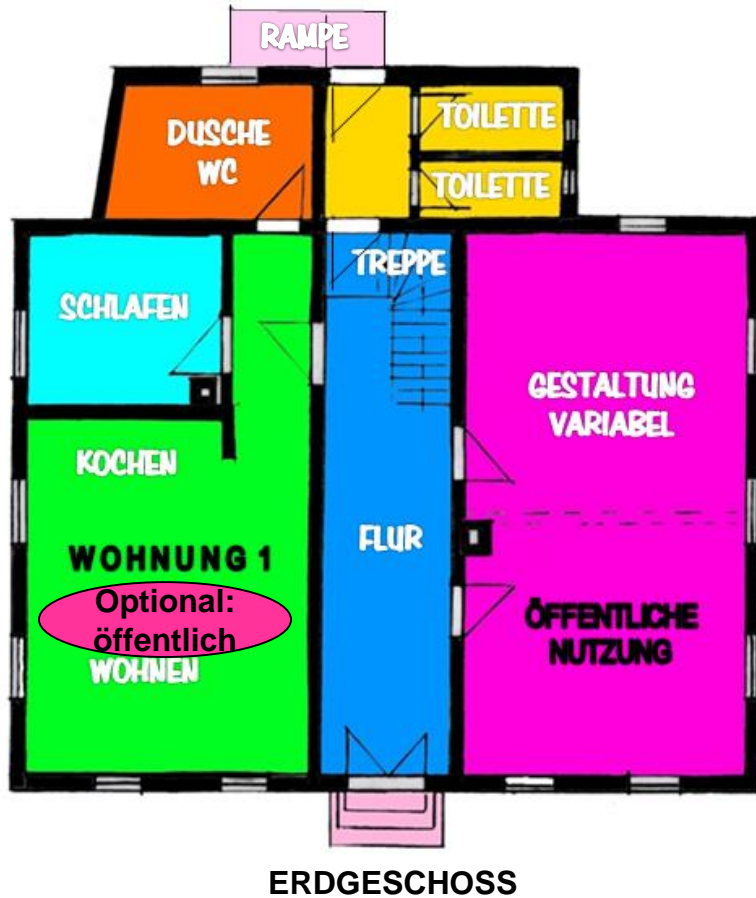 RAMPE
DUSCHE
WC
TOILETTE
TOILETTE
TREPPE
SCHLAFEN
GESTALTUNG
VARIABEL
KOCHEN
FLUR
WOHNUNG 1
Optional:
öffentlich
WOHNEN
ÖFFENTLICHE
NUTZUNG
ERDGESCHOSS